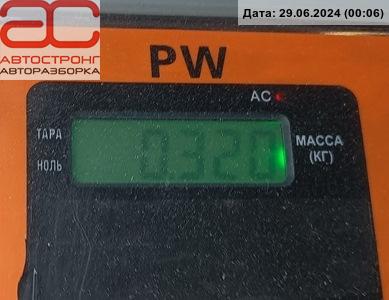 Дата: 29.06.2024 (00:06)
ас
АВТОСТРОНГ
АВТОРАЗБОРКА
PW
AC
ТАРА
НОЛЬ
0.320
МАССА
(КГ)